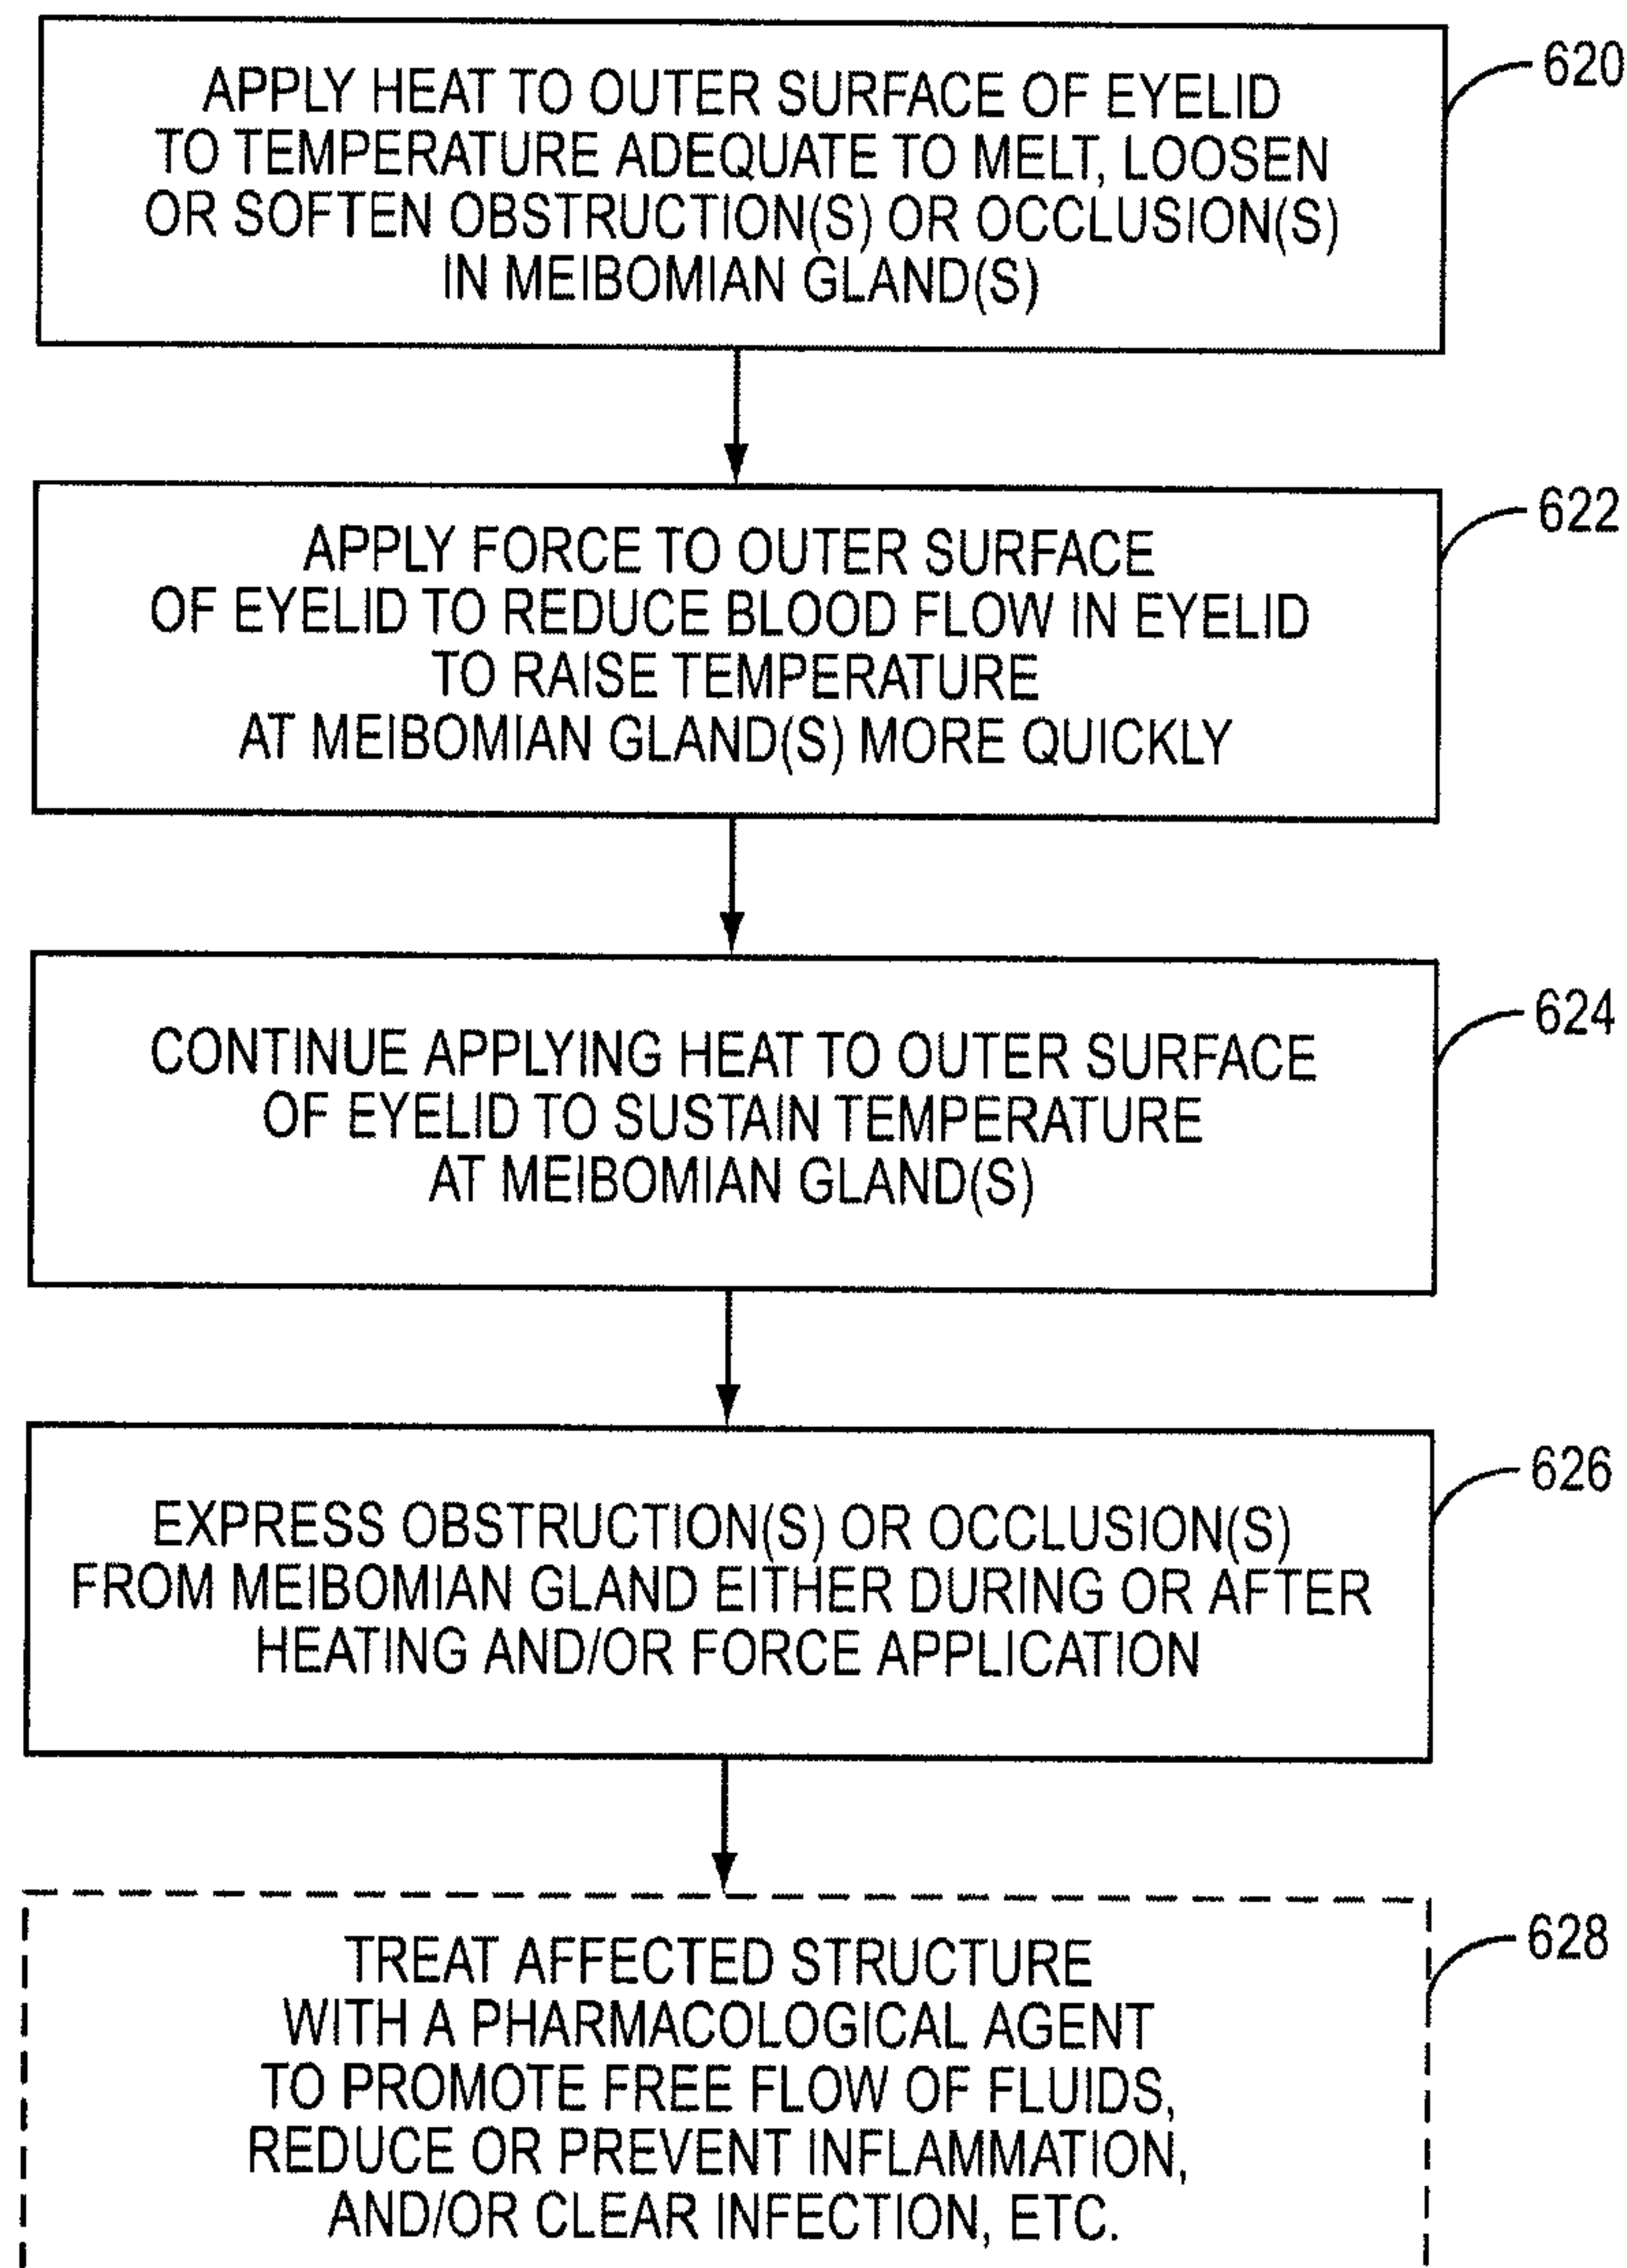 APPLY HEAT TO OUTER SURFACE OF EYELID
TO TEMPERATURE ADEQUATE TO MELT, LOOSEN
OR SOFTEN OBSTRUCTION(S) OR OCCLUSION(S)
IN MEIBOMIAN GLAND(S)
620
APPLY FORCE TO OUTER SURFACE
OF EYELID TO REDUCE BLOOD FLOW IN EYELID
TO RAISE TEMPERATURE
AT MEIBOMIAN GLAND(S) MORE QUICKLY
622
CONTINUE APPLYING HEAT TO OUTER SURFACE
OF EYELID TO SUSTAIN TEMPERATURE
AT MEIBOMIAN GLAND(S)
624
EXPRESS OBSTRUCTION(S) OR OCCLUSION(S)
FROM MEIBOMIAN GLAND EITHER DURING OR AFTER
HEATING AND/OR FORCE APPLICATION
626
TREAT AFFECTED STRUCTURE
WITH A PHARMACOLOGICAL AGENT
TO PROMOTE FREE FLOW OF FLUIDS,
REDUCE OR PREVENT INFLAMMATION,
AND/OR CLEAR INFECTION, ETC.
628